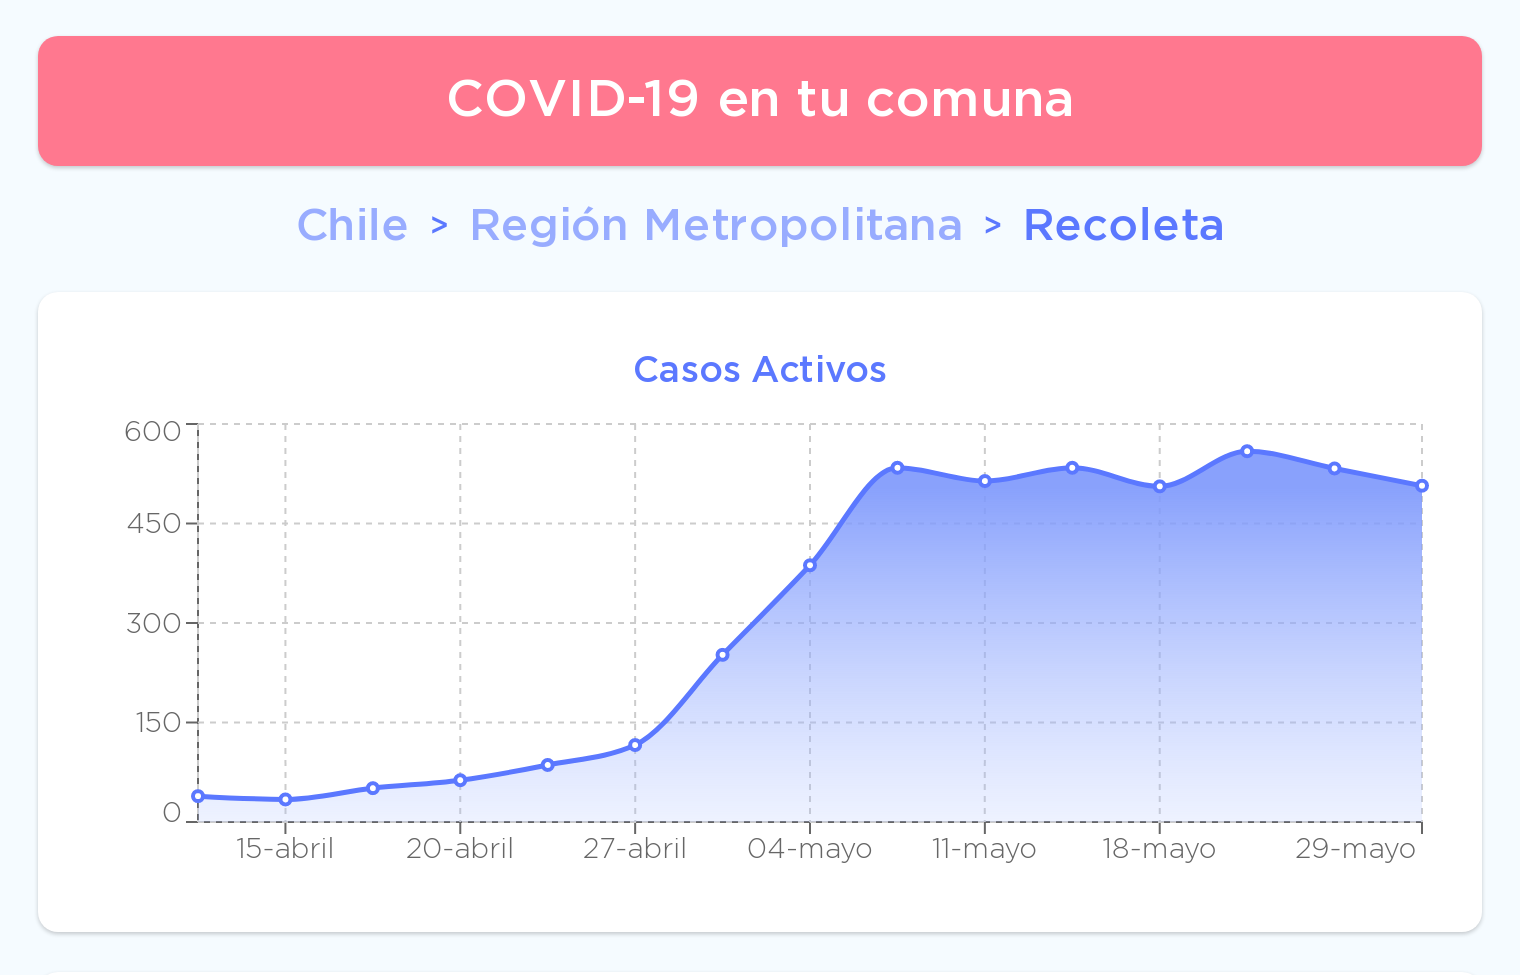 COVID-19 en tu comuna
Chile > Región Metropolitana > Recoleta
Casos Activos
600
450
300
150
0
15-abril 20-abril 27-abril 04-mayo 11-mayo 18-mayo 29-mayo